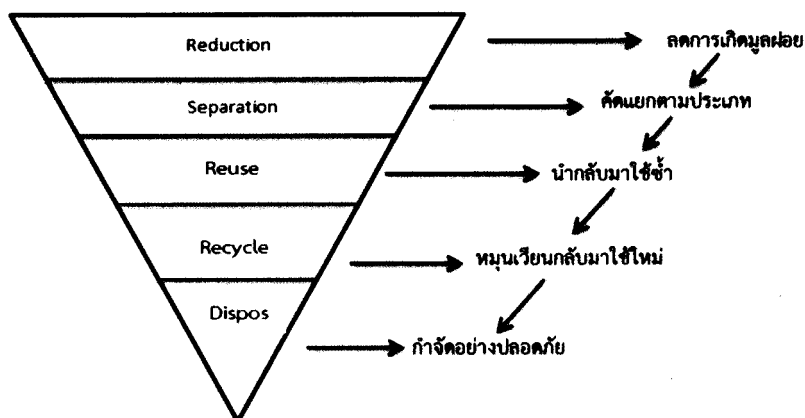 Reduction
ลดการเกิดมูลฝอย
Separation
คัดแยกตามประเภท
Reuse
นำกลับมาใช้ซ้ำ
Recycle
หมุนเวียนกลับมาใช้ใหม่
Dispos
กำจัดอย่างปลอดภัย